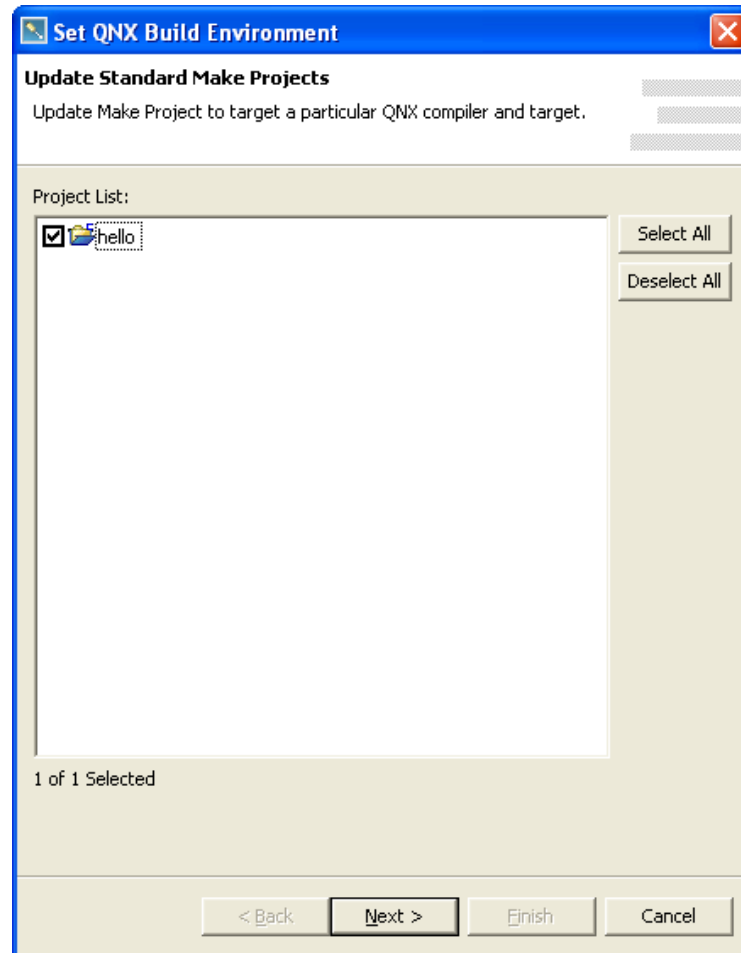 Set QNX Build Environment
Update Standard Make Projects
Update Make Project to target a particular QNX compiler and target.
Project List:
hello
Select All
Deselect All
1 of 1 Selected
< Back Next > Finish Cancel